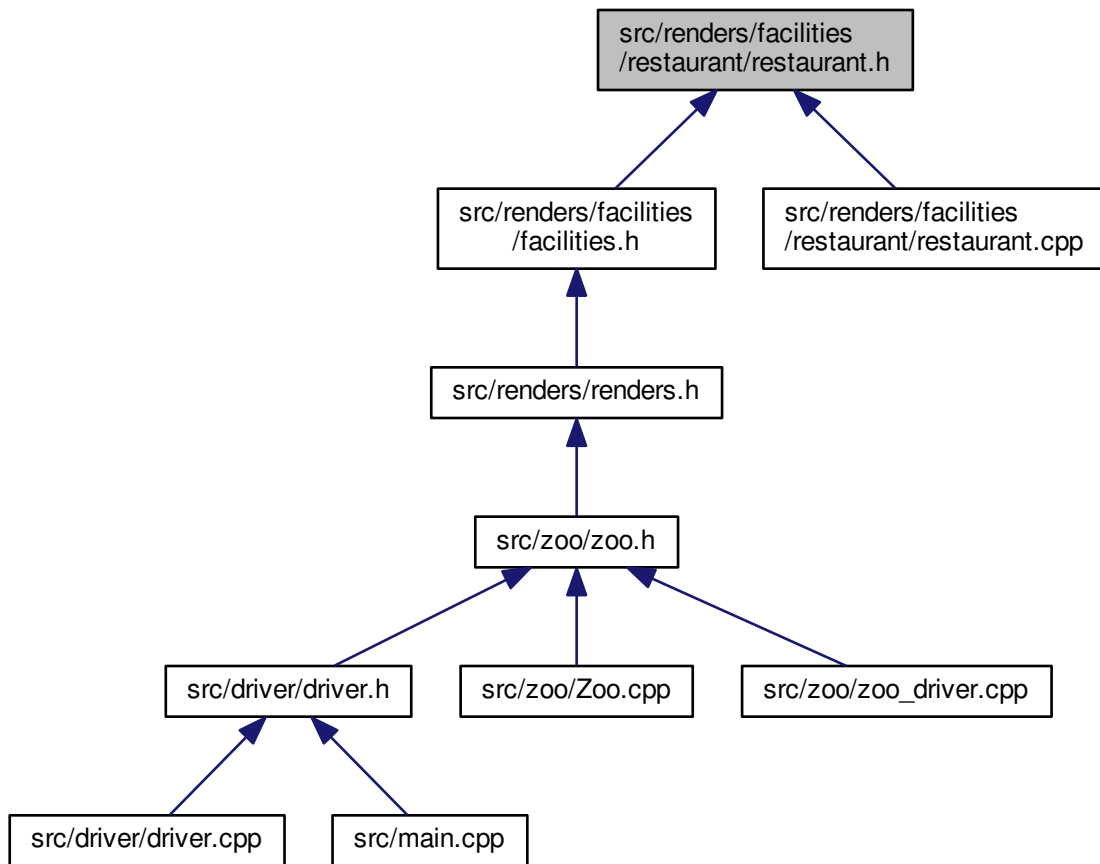 src/renders/facilities
/restaurant/restaurant.h
src/renders/facilities
/facilities.h
src/renders/facilities
/restaurant/restaurant.cpp
src/renders/renders.h
src/zoo/zoo.h
src/driver/driver.h
src/zoo/Zoo.cpp
src/zoo/zoo_driver.cpp
src/driver/driver.cpp
src/main.cpp